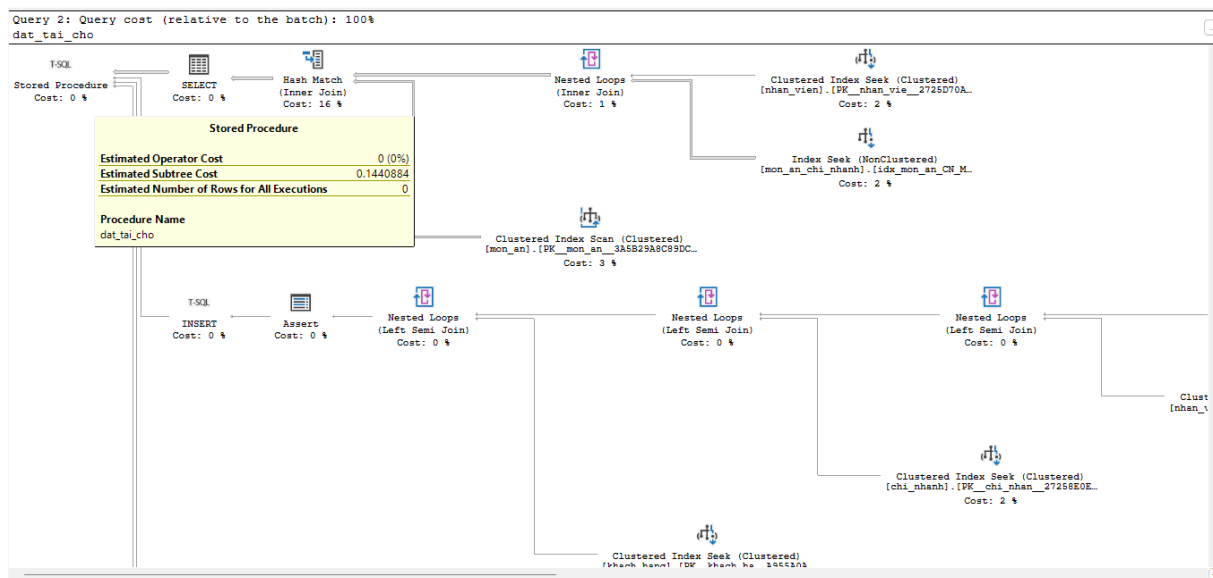 Query 2: Query cost (relative to the batch): 100%
dat_tai_cho
T-SQL
Stored Procedure
Cost: 0 %
SELECT
Cost: 0 %
Hash Match
(Inner Join)
Cost: 16 %
Nested Loops
(Inner Join)
Cost: 1 %
Clustered Index Seek (Clustered)
[nhan_vien].[PK__nhan_vie__2725D70A…
Cost: 2 %
Index Seek (NonClustered)
[mon_an_chi_nhanh].[idx_mon_an_CN_M…
Cost: 2 %
Stored Procedure
Estimated Operator Cost 0 (0%)
Estimated Subtree Cost 0.1440884
Estimated Number of Rows for All Executions 0
Procedure Name
dat_tai_cho
Clustered Index Scan (Clustered)
[mon_an].[PK__mon_an__3A5B29A8C89DC…
Cost: 3 %
T-SQL
INSERT
Cost: 0 %
Assert
Cost: 0 %
Nested Loops
(Left Semi Join)
Cost: 0 %
Nested Loops
(Left Semi Join)
Cost: 0 %
Nested Loops
(Left Semi Join)
Cost: 0 %
Clust
[nhan_v
Clustered Index Seek (Clustered)
[chi_nhanh].[PK__chi_nhan__27258E0E…
Cost: 2 %
Clustered Index Seek (Clustered)
[khach_hang].[PK__khach_ha__A955A0A